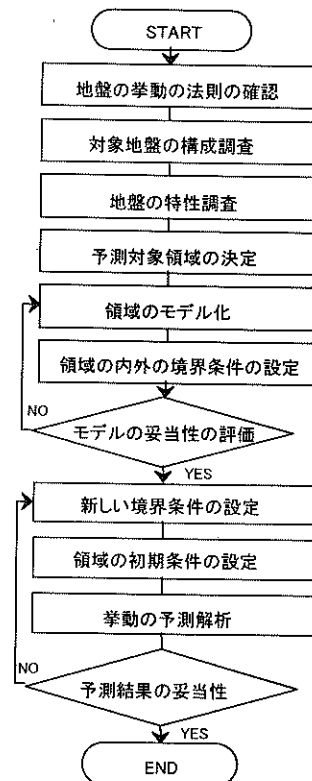 START
地盤の挙動の法則の確認
対象地盤の構成調査
地盤の特性調査
予測対象領域の決定
領域のモデル化
領域の内外の境界条件の設定
NO
モデルの妥当性の評価
YES
新しい境界条件の設定
領域の初期条件の設定
挙動の予測解析
NO
予測結果の妥当性
YES
END